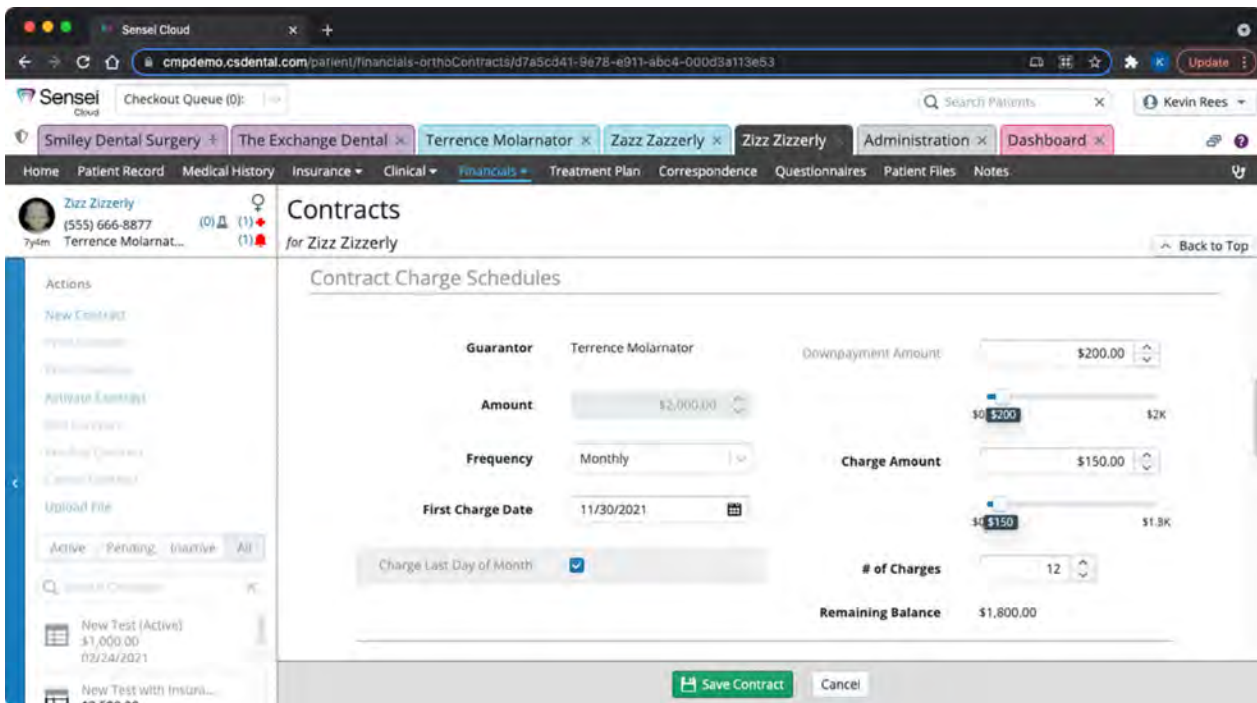 Sensei Cloud
cmpdemo.csdental.com/patient/financials-orthoContracts/d7a5cd41-9e78-e911-abc4-000d3a113e53
K Update
Sensei Cloud Checkout Queue (0): Search Patients Kevin Rees
Smiley Dental Surgery The Exchange Dental Terrence Molarnator Zazz Zazzerly Zizz Zizzerly Administration Dashboard
Home Patient Record Medical History Insurance Clinical Financials Treatment Plan Correspondence Questionnaires Patient Files Notes
Zizz Zizzerly
(555) 666-8877 (0) (1)
7y4m Terrence Molarnat... (1)
Contracts
for Zizz Zizzerly
Back to Top
Actions
New Contract
Activate Contract
Upload File
Active Pending Inactive All
New Test (Active)
$1,000.00
02/24/2021
New Test with Insura...
Contract Charge Schedules
Guarantor Terrence Molarnator
Amount $2,000.00
Frequency Monthly
First Charge Date 11/30/2021
Charge Last Day of Month
Downpayment Amount $200.00
$0 $200 $2K
Charge Amount $150.00
$150 $1.8K
# of Charges 12
Remaining Balance $1,800.00
Save Contract Cancel